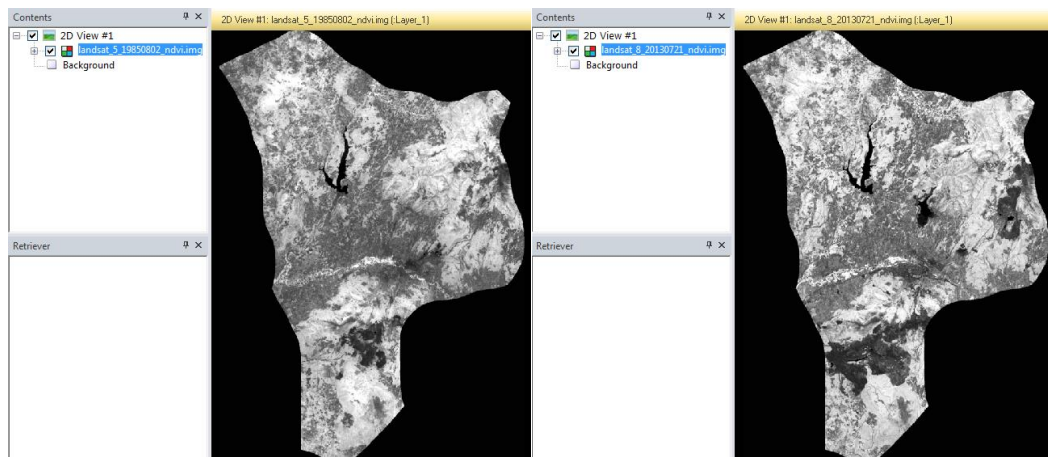 Contents
2D View #1
landsat_5_19850802_ndvi.img
Background
Retriever
2D View #1: landsat_5_19850802_ndvi.img (:Layer_1)
Contents
2D View #1
landsat_8_20130721_ndvi.img
Background
Retriever
2D View #1: landsat_8_20130721_ndvi.img (:Layer_1)